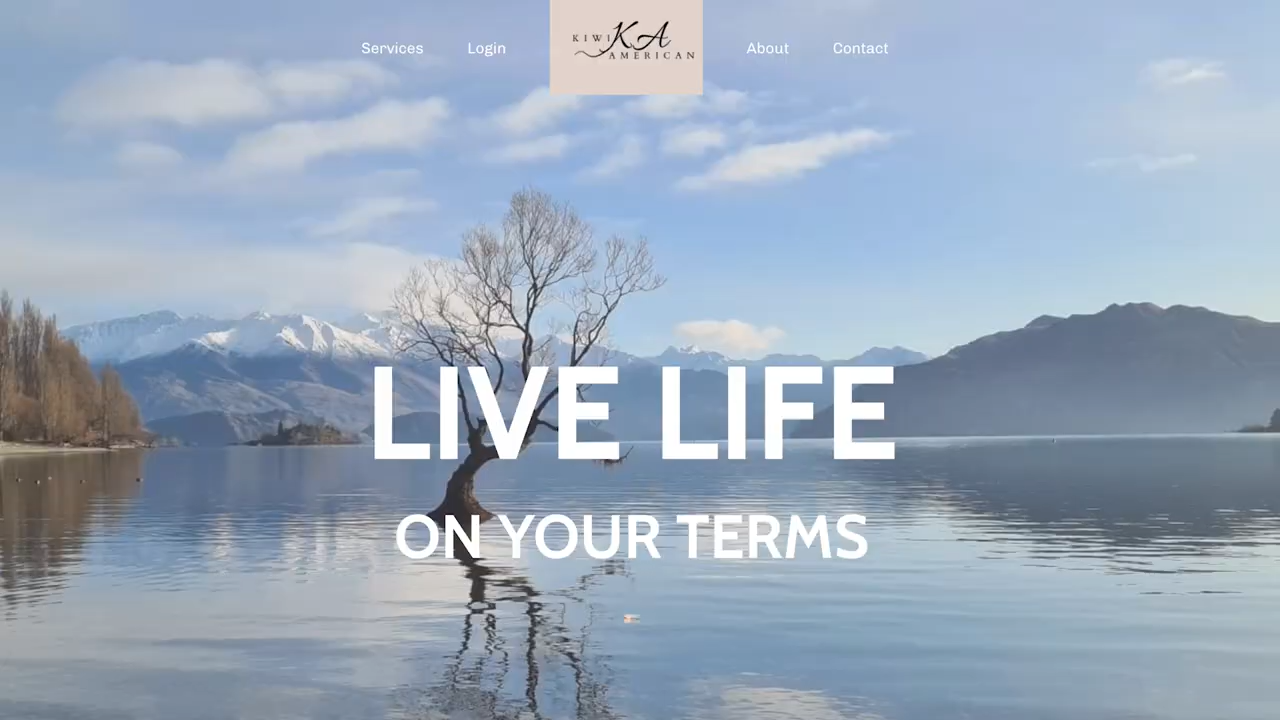 Services
Login
KIWI KA
AMERICAN
About
Contact
LIVE LIFE
ON YOUR TERMS